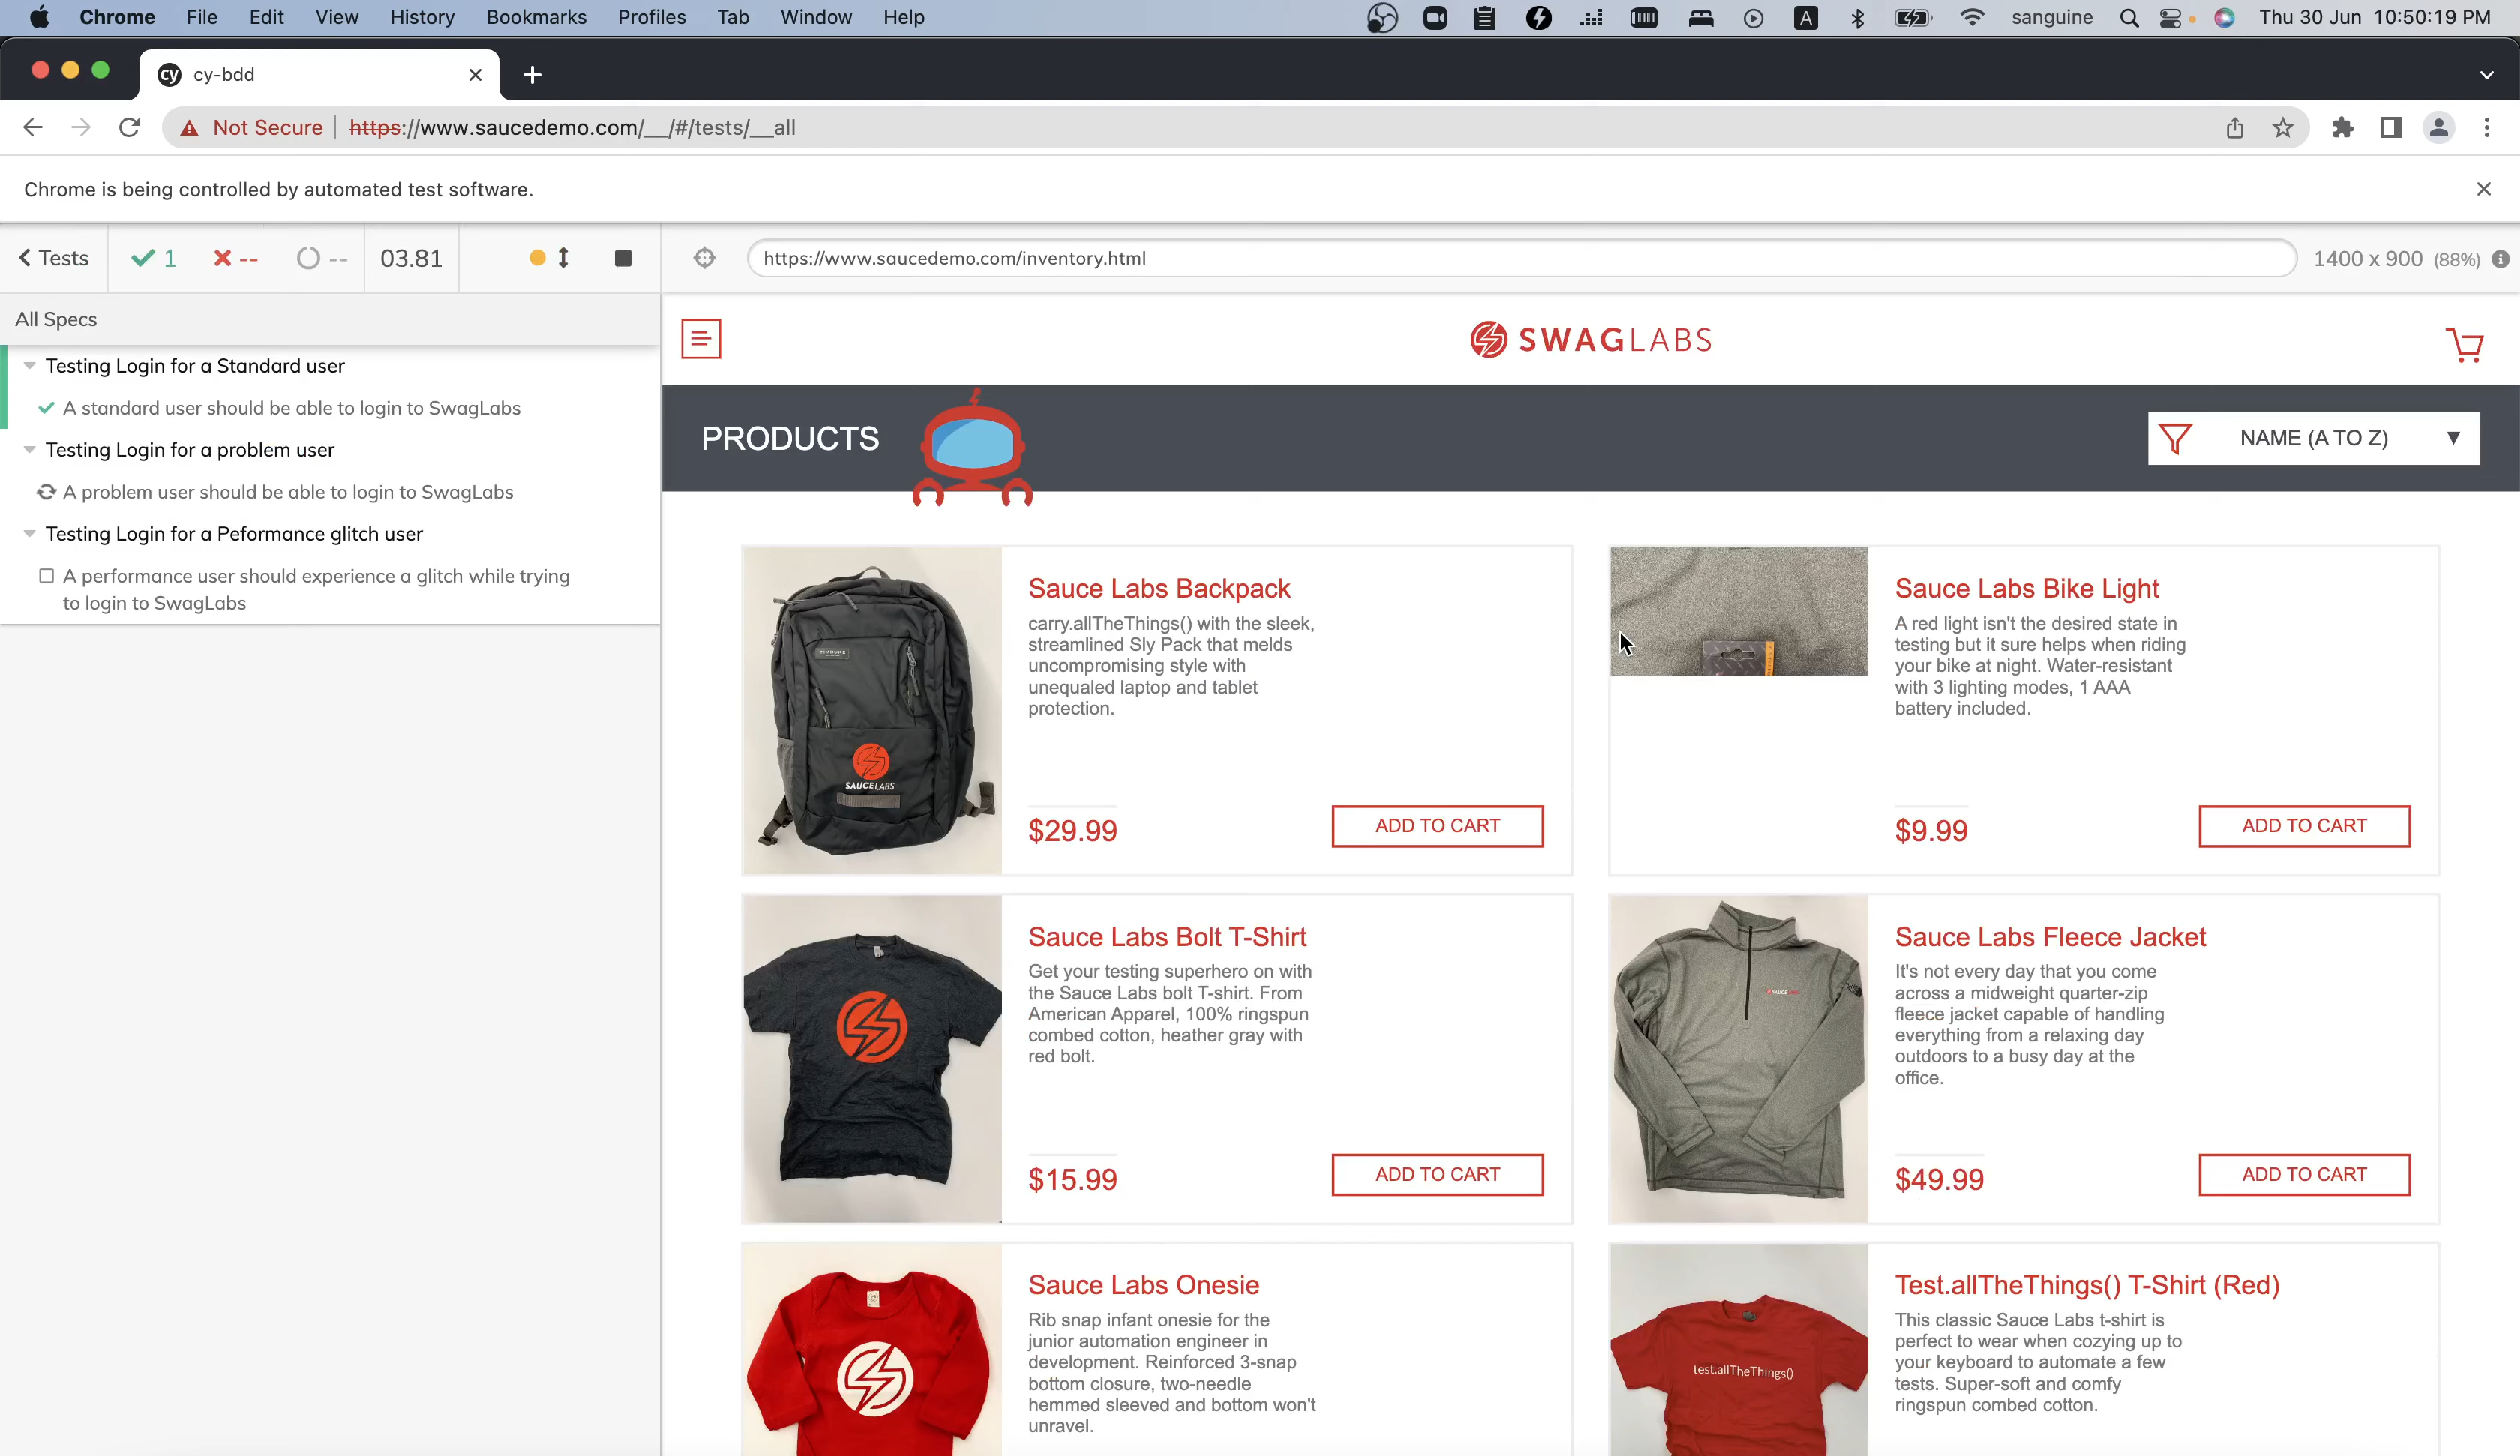 Chrome File Edit View History Bookmarks Profiles Tab Window Help
A sanguine Thu 30 Jun 10:50:19 PM
cy cy-bdd
Not Secure https://www.saucedemo.com/__/#/tests/__all
Chrome is being controlled by automated test software.
Tests 1 -- -- 03.81
https://www.saucedemo.com/inventory.html
1400 x 900 (88%)
All Specs
Testing Login for a Standard user
A standard user should be able to login to SwagLabs
Testing Login for a problem user
A problem user should be able to login to SwagLabs
Testing Login for a Peformance glitch user
A performance user should experience a glitch while trying
to login to SwagLabs
SWAGLABS
PRODUCTS
NAME (A TO Z)
SAUCELABS
Sauce Labs Backpack
carry.allTheThings() with the sleek,
streamlined Sly Pack that melds
uncompromising style with
unequaled laptop and tablet
protection.
$29.99
ADD TO CART
Sauce Labs Bike Light
A red light isn't the desired state in
testing but it sure helps when riding
your bike at night. Water-resistant
with 3 lighting modes, 1 AAA
battery included.
$9.99
ADD TO CART
Sauce Labs Bolt T-Shirt
Get your testing superhero on with
the Sauce Labs bolt T-shirt. From
American Apparel, 100% ringspun
combed cotton, heather gray with
red bolt.
$15.99
ADD TO CART
Sauce Labs Fleece Jacket
It's not every day that you come
across a midweight quarter-zip
fleece jacket capable of handling
everything from a relaxing day
outdoors to a busy day at the
office.
$49.99
ADD TO CART
Sauce Labs Onesie
Rib snap infant onesie for the
junior automation engineer in
development. Reinforced 3-snap
bottom closure, two-needle
hemmed sleeved and bottom won't
unravel.
test.allTheThings()
Test.allTheThings() T-Shirt (Red)
This classic Sauce Labs t-shirt is
perfect to wear when cozying up to
your keyboard to automate a few
tests. Super-soft and comfy
ringspun combed cotton.